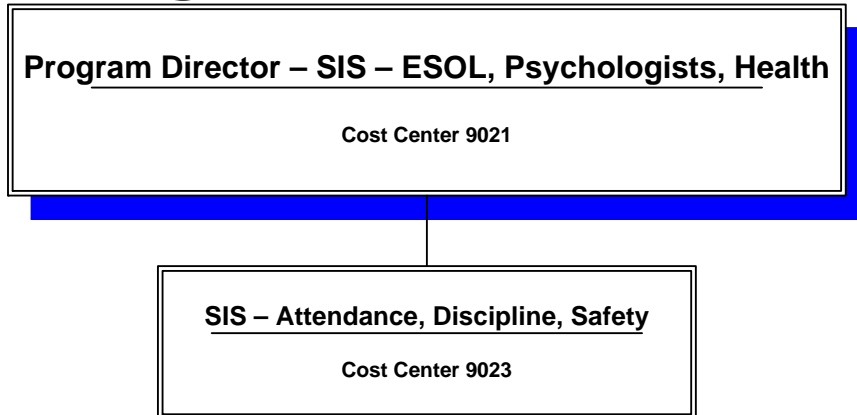 Program Director – SIS – ESOL, Psychologists, Health
Cost Center 9021
SIS – Attendance, Discipline, Safety
Cost Center 9023